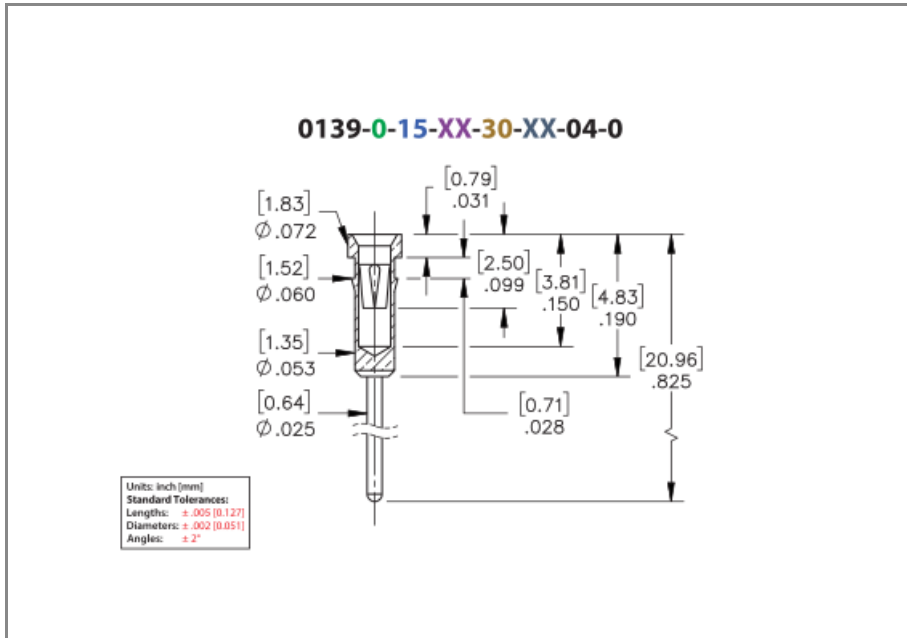 0139-0-15-XX-30-XX-04-0
[0.79]
.031
[1.83]
Ø.072
[1.52]
Ø.060
[2.50]
.099
[3.81]
.150
[4.83]
.190
[1.35]
Ø.053
[20.96]
.825
[0.64]
Ø.025
[0.71]
.028
Units: inch [mm]
Standard Tolerances:
Lengths: ± .005 [0.127]
Diameters: ± .002 [0.051]
Angles: ± 2°